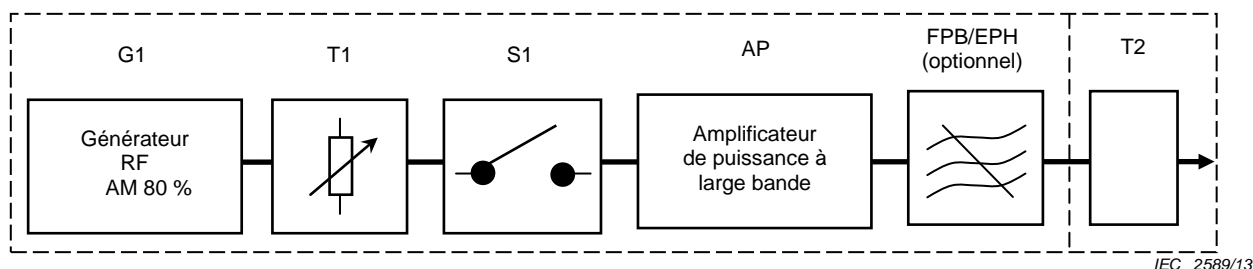 G1
T1
S1
AP
FPB/EPH
(optionnel)
T2
Générateur
RF
AM 80 %
Amplificateur
de puissance à
large bande
IEC 2589/13